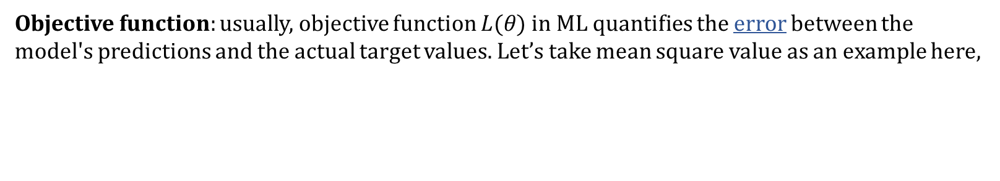 Objective function: usually, objective function L(θ) in ML quantifies the error between the
model's predictions and the actual target values. Let’s take mean square value as an example here,